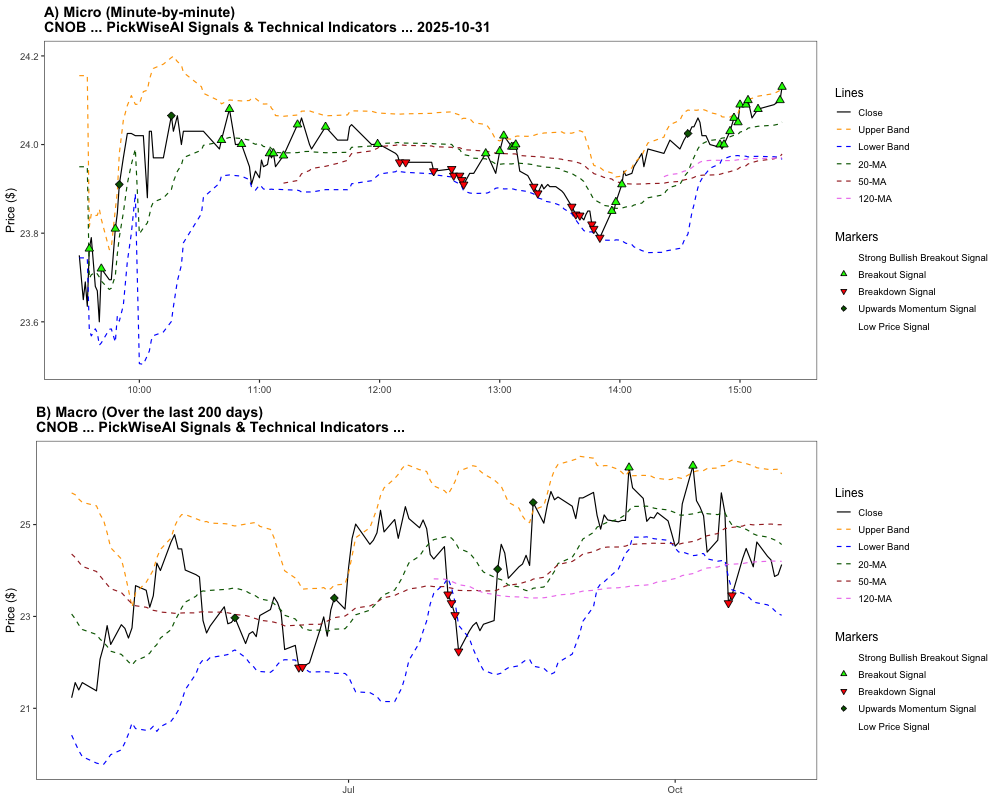 A) Micro (Minute-by-minute)
CNOB ... PickWiseAI Signals & Technical Indicators ... 2025-10-31
Price ($)
24.2
24.0
23.8
23.6
10:00
11:00
12:00
13:00
14:00
15:00
Lines
Close
Upper Band
Lower Band
20-MA
50-MA
120-MA
Markers
Strong Bullish Breakout Signal
Breakout Signal
Breakdown Signal
Upwards Momentum Signal
Low Price Signal
B) Macro (Over the last 200 days)
CNOB ... PickWiseAI Signals & Technical Indicators ...
Price ($)
25
23
21
Jul
Oct
Lines
Close
Upper Band
Lower Band
20-MA
50-MA
120-MA
Markers
Strong Bullish Breakout Signal
Breakout Signal
Breakdown Signal
Upwards Momentum Signal
Low Price Signal